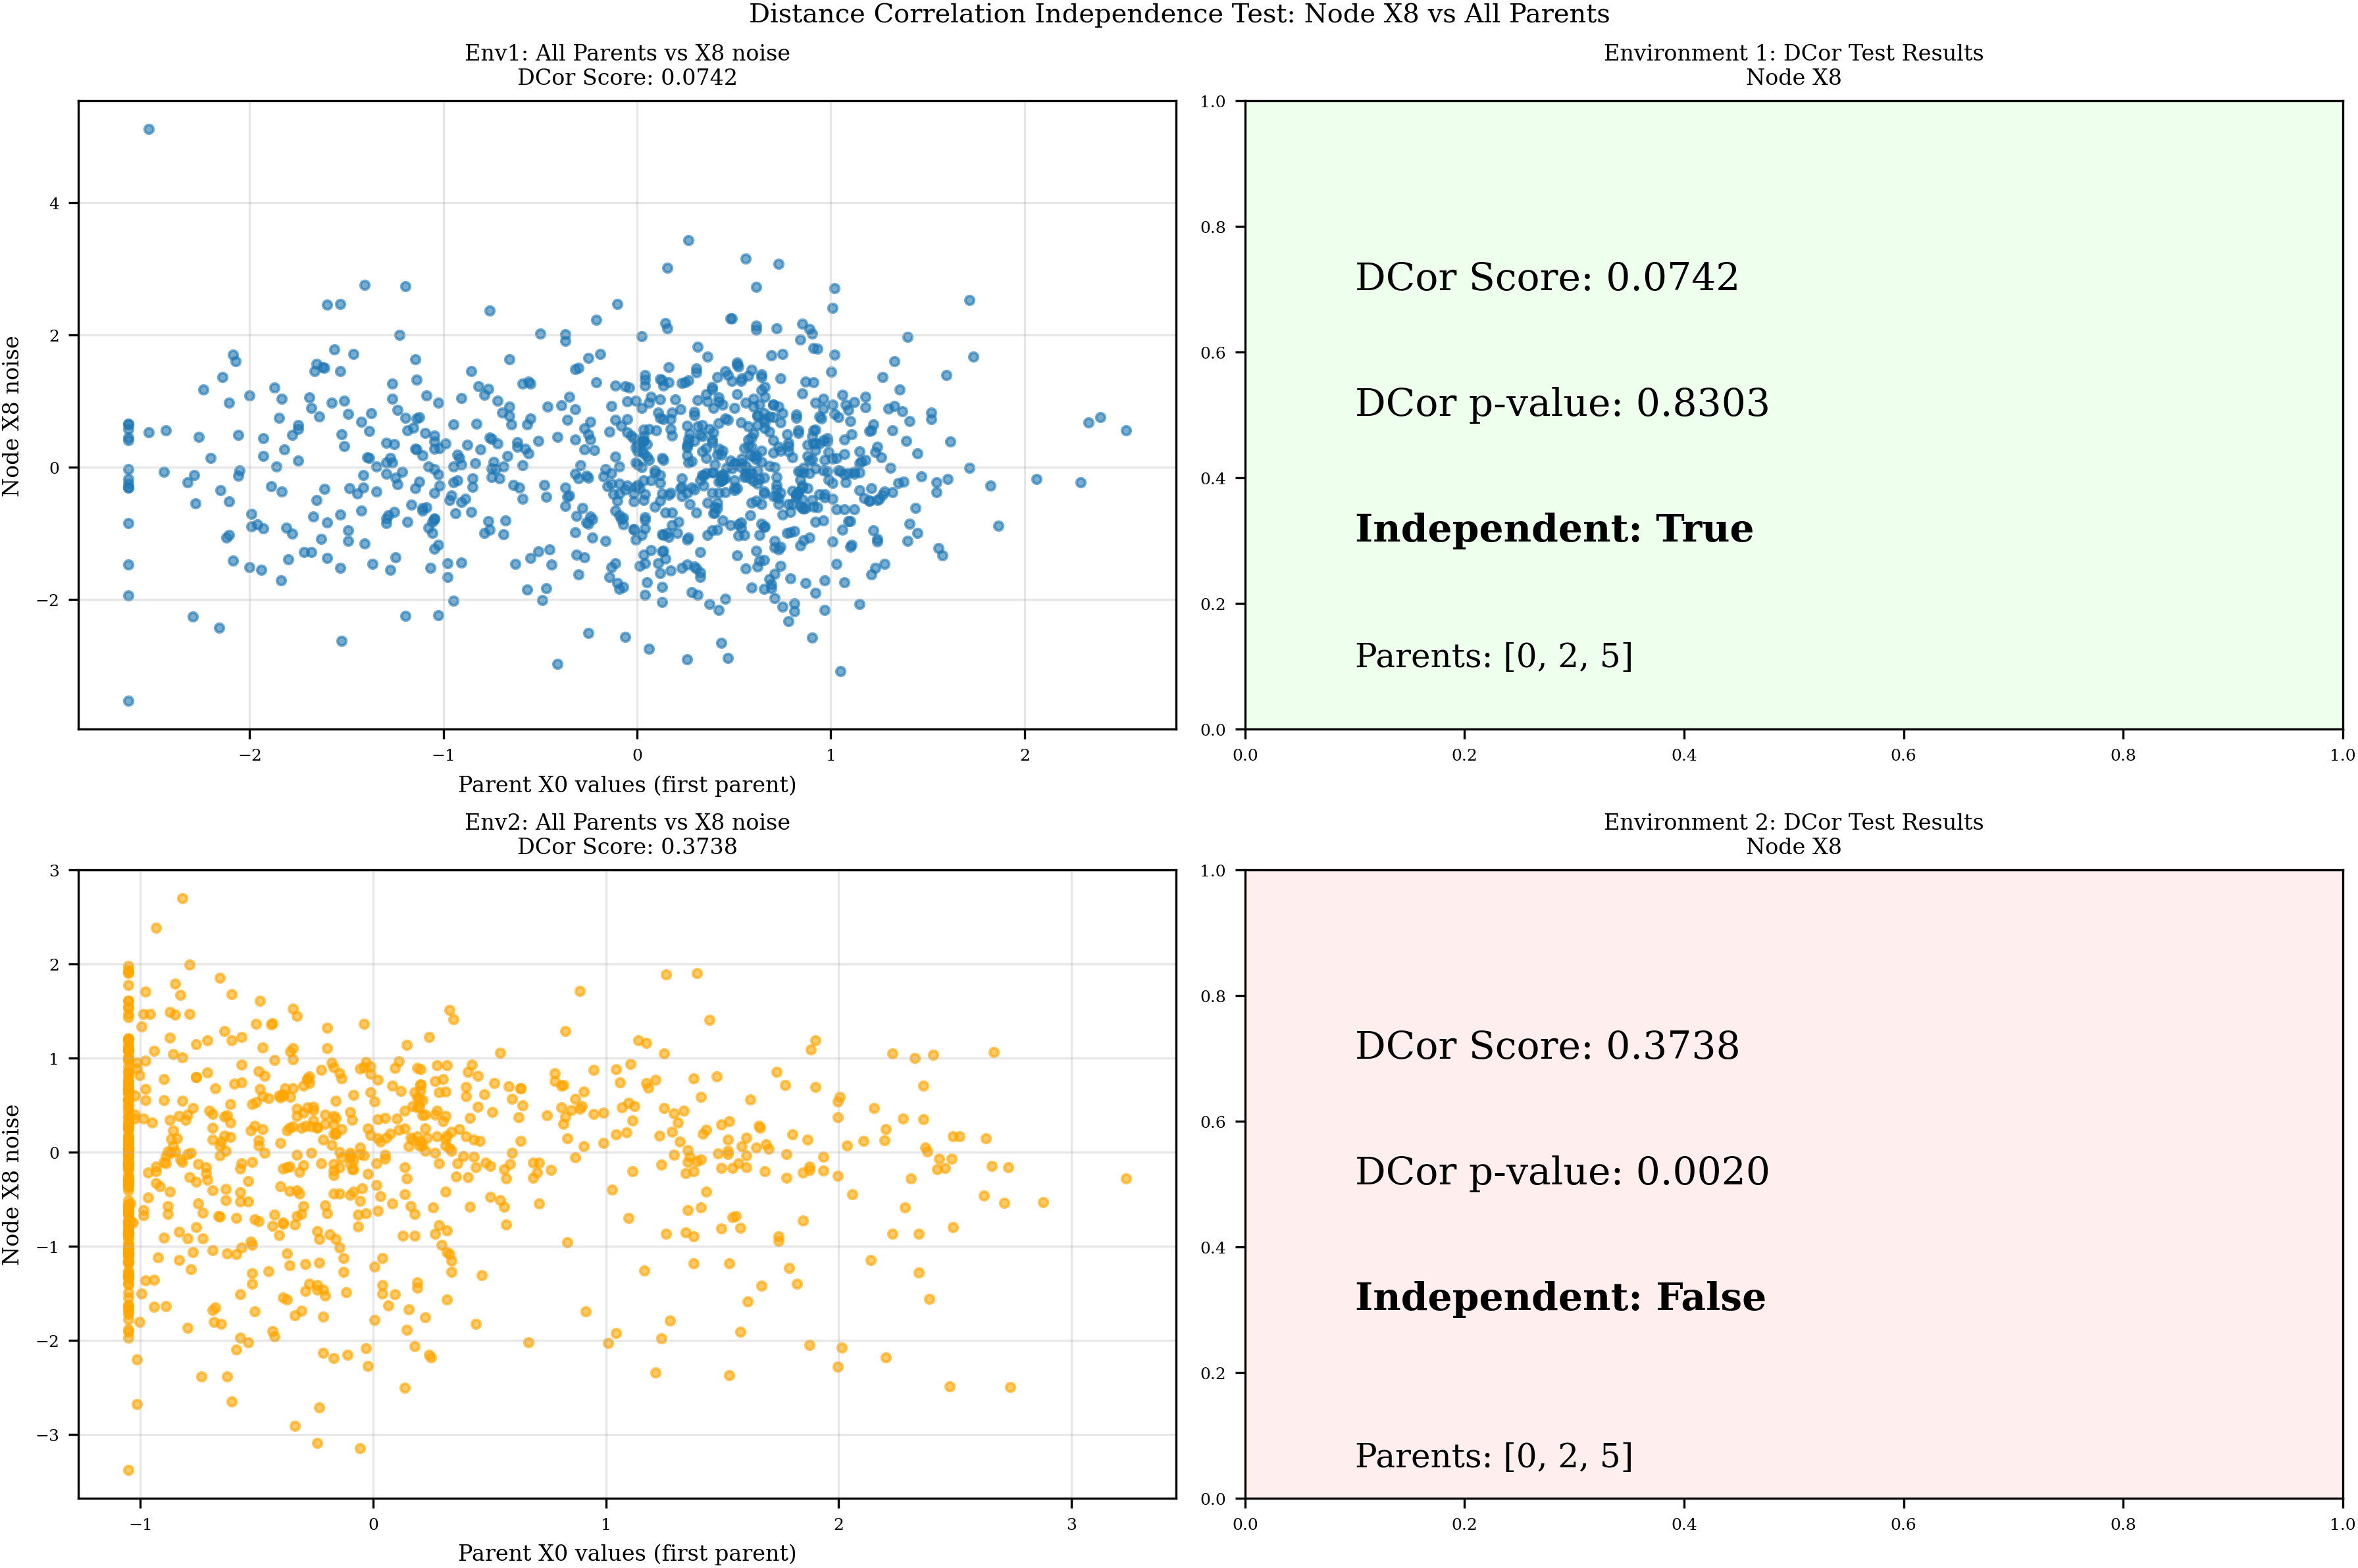 Distance Correlation Independence Test: Node X8 vs All Parents
Env1: All Parents vs X8 noise
DCor Score: 0.0742
4
2
0
−2
Node X8 noise
−2
−1
0
1
2
Parent X0 values (first parent)
Environment 1: DCor Test Results
Node X8
1.0
0.8
0.6
0.4
0.2
0.0
DCor Score: 0.0742
DCor p-value: 0.8303
Independent: True
Parents: [0, 2, 5]
0.0
0.2
0.4
0.6
0.8
1.0
Env2: All Parents vs X8 noise
DCor Score: 0.3738
3
2
1
0
−1
−2
−3
Node X8 noise
−1
0
1
2
3
Parent X0 values (first parent)
Environment 2: DCor Test Results
Node X8
1.0
0.8
0.6
0.4
0.2
0.0
DCor Score: 0.3738
DCor p-value: 0.0020
Independent: False
Parents: [0, 2, 5]
0.0
0.2
0.4
0.6
0.8
1.0